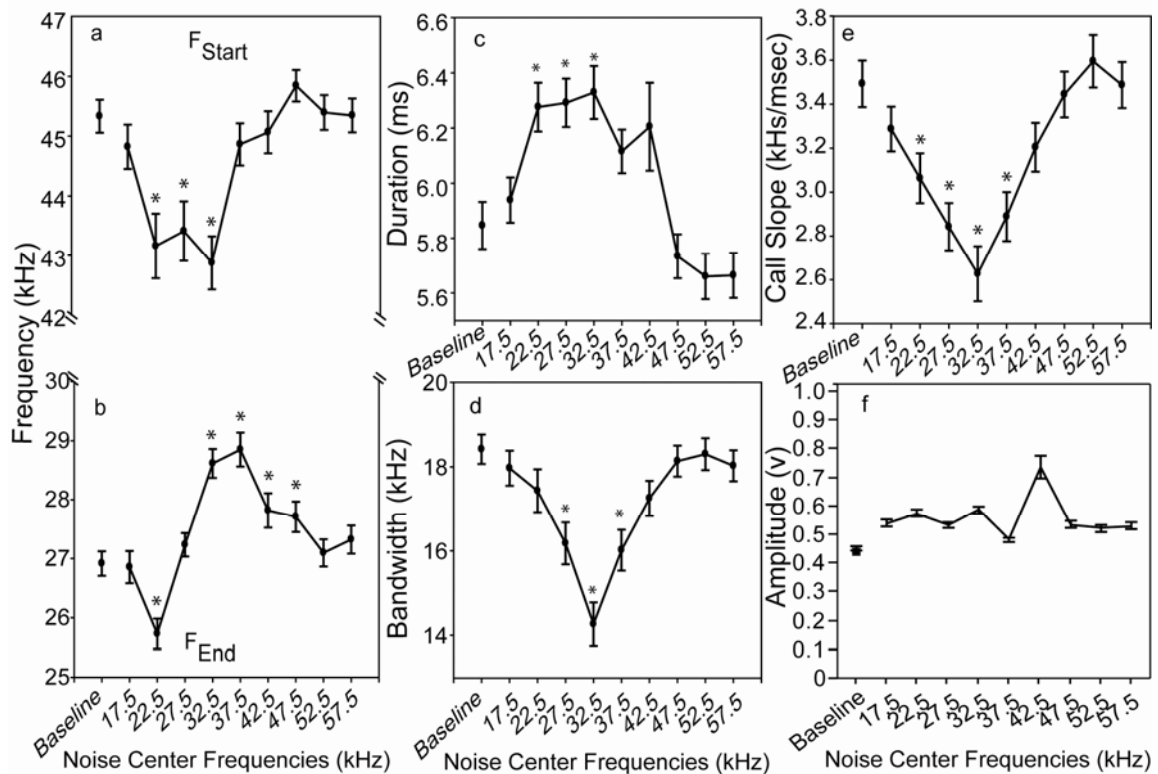 a
F Start
47
46
45
44
43
42
Frequency (kHz)
* * *
b
F End
30
29
28
27
26
25
* * * * *
Baseline 17.5 22.5 27.5 32.5 37.5 42.5 47.5 52.5 57.5
Noise Center Frequencies (kHz)
c
6.4
6.2
6.0
5.8
5.6
Duration (ms)
* * *
Baseline 17.5 22.5 27.5 32.5 37.5 42.5 47.5 52.5 57.5
d
20
18
16
14
Bandwidth (kHz)
* * *
Baseline 17.5 22.5 27.5 32.5 37.5 42.5 47.5 52.5 57.5
Noise Center Frequencies (kHz)
e
3.8
3.6
3.4
3.2
3.0
2.8
2.6
2.4
Call Slope (kHs/msec)
* * * *
Baseline 17.5 22.5 27.5 32.5 37.5 42.5 47.5 52.5 57.5
f
1.0
0.9
0.8
0.7
0.6
0.5
0.4
0.3
0.2
0.1
0
Amplitude (v)
Baseline 17.5 22.5 27.5 32.5 37.5 42.5 47.5 52.5 57.5
Noise Center Frequencies (kHz)